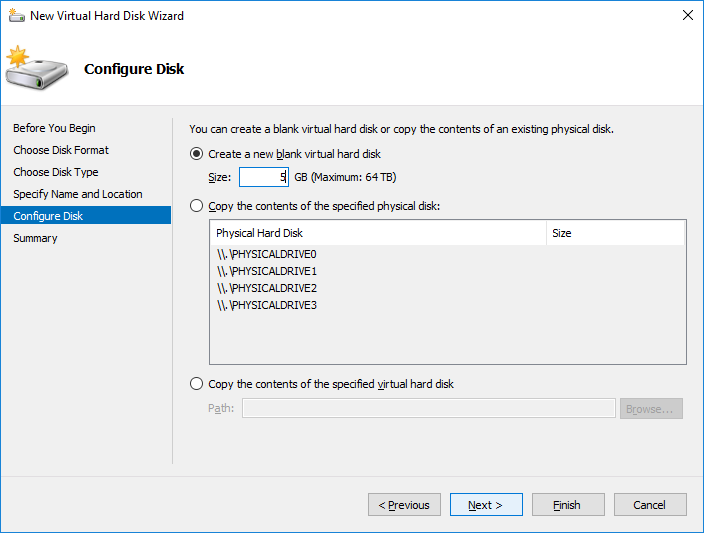 New Virtual Hard Disk Wizard
Configure Disk
Before You Begin
Choose Disk Format
Choose Disk Type
Specify Name and Location
Configure Disk
Summary
You can create a blank virtual hard disk or copy the contents of an existing physical disk.
Create a new blank virtual hard disk
Size: 5 GB (Maximum: 64 TB)
Copy the contents of the specified physical disk:
Physical Hard Disk Size
\\.\PHYSICALDRIVE0
\\.\PHYSICALDRIVE1
\\.\PHYSICALDRIVE2
\\.\PHYSICALDRIVE3
Copy the contents of the specified virtual hard disk
Path: Browse...
< Previous Next > Finish Cancel